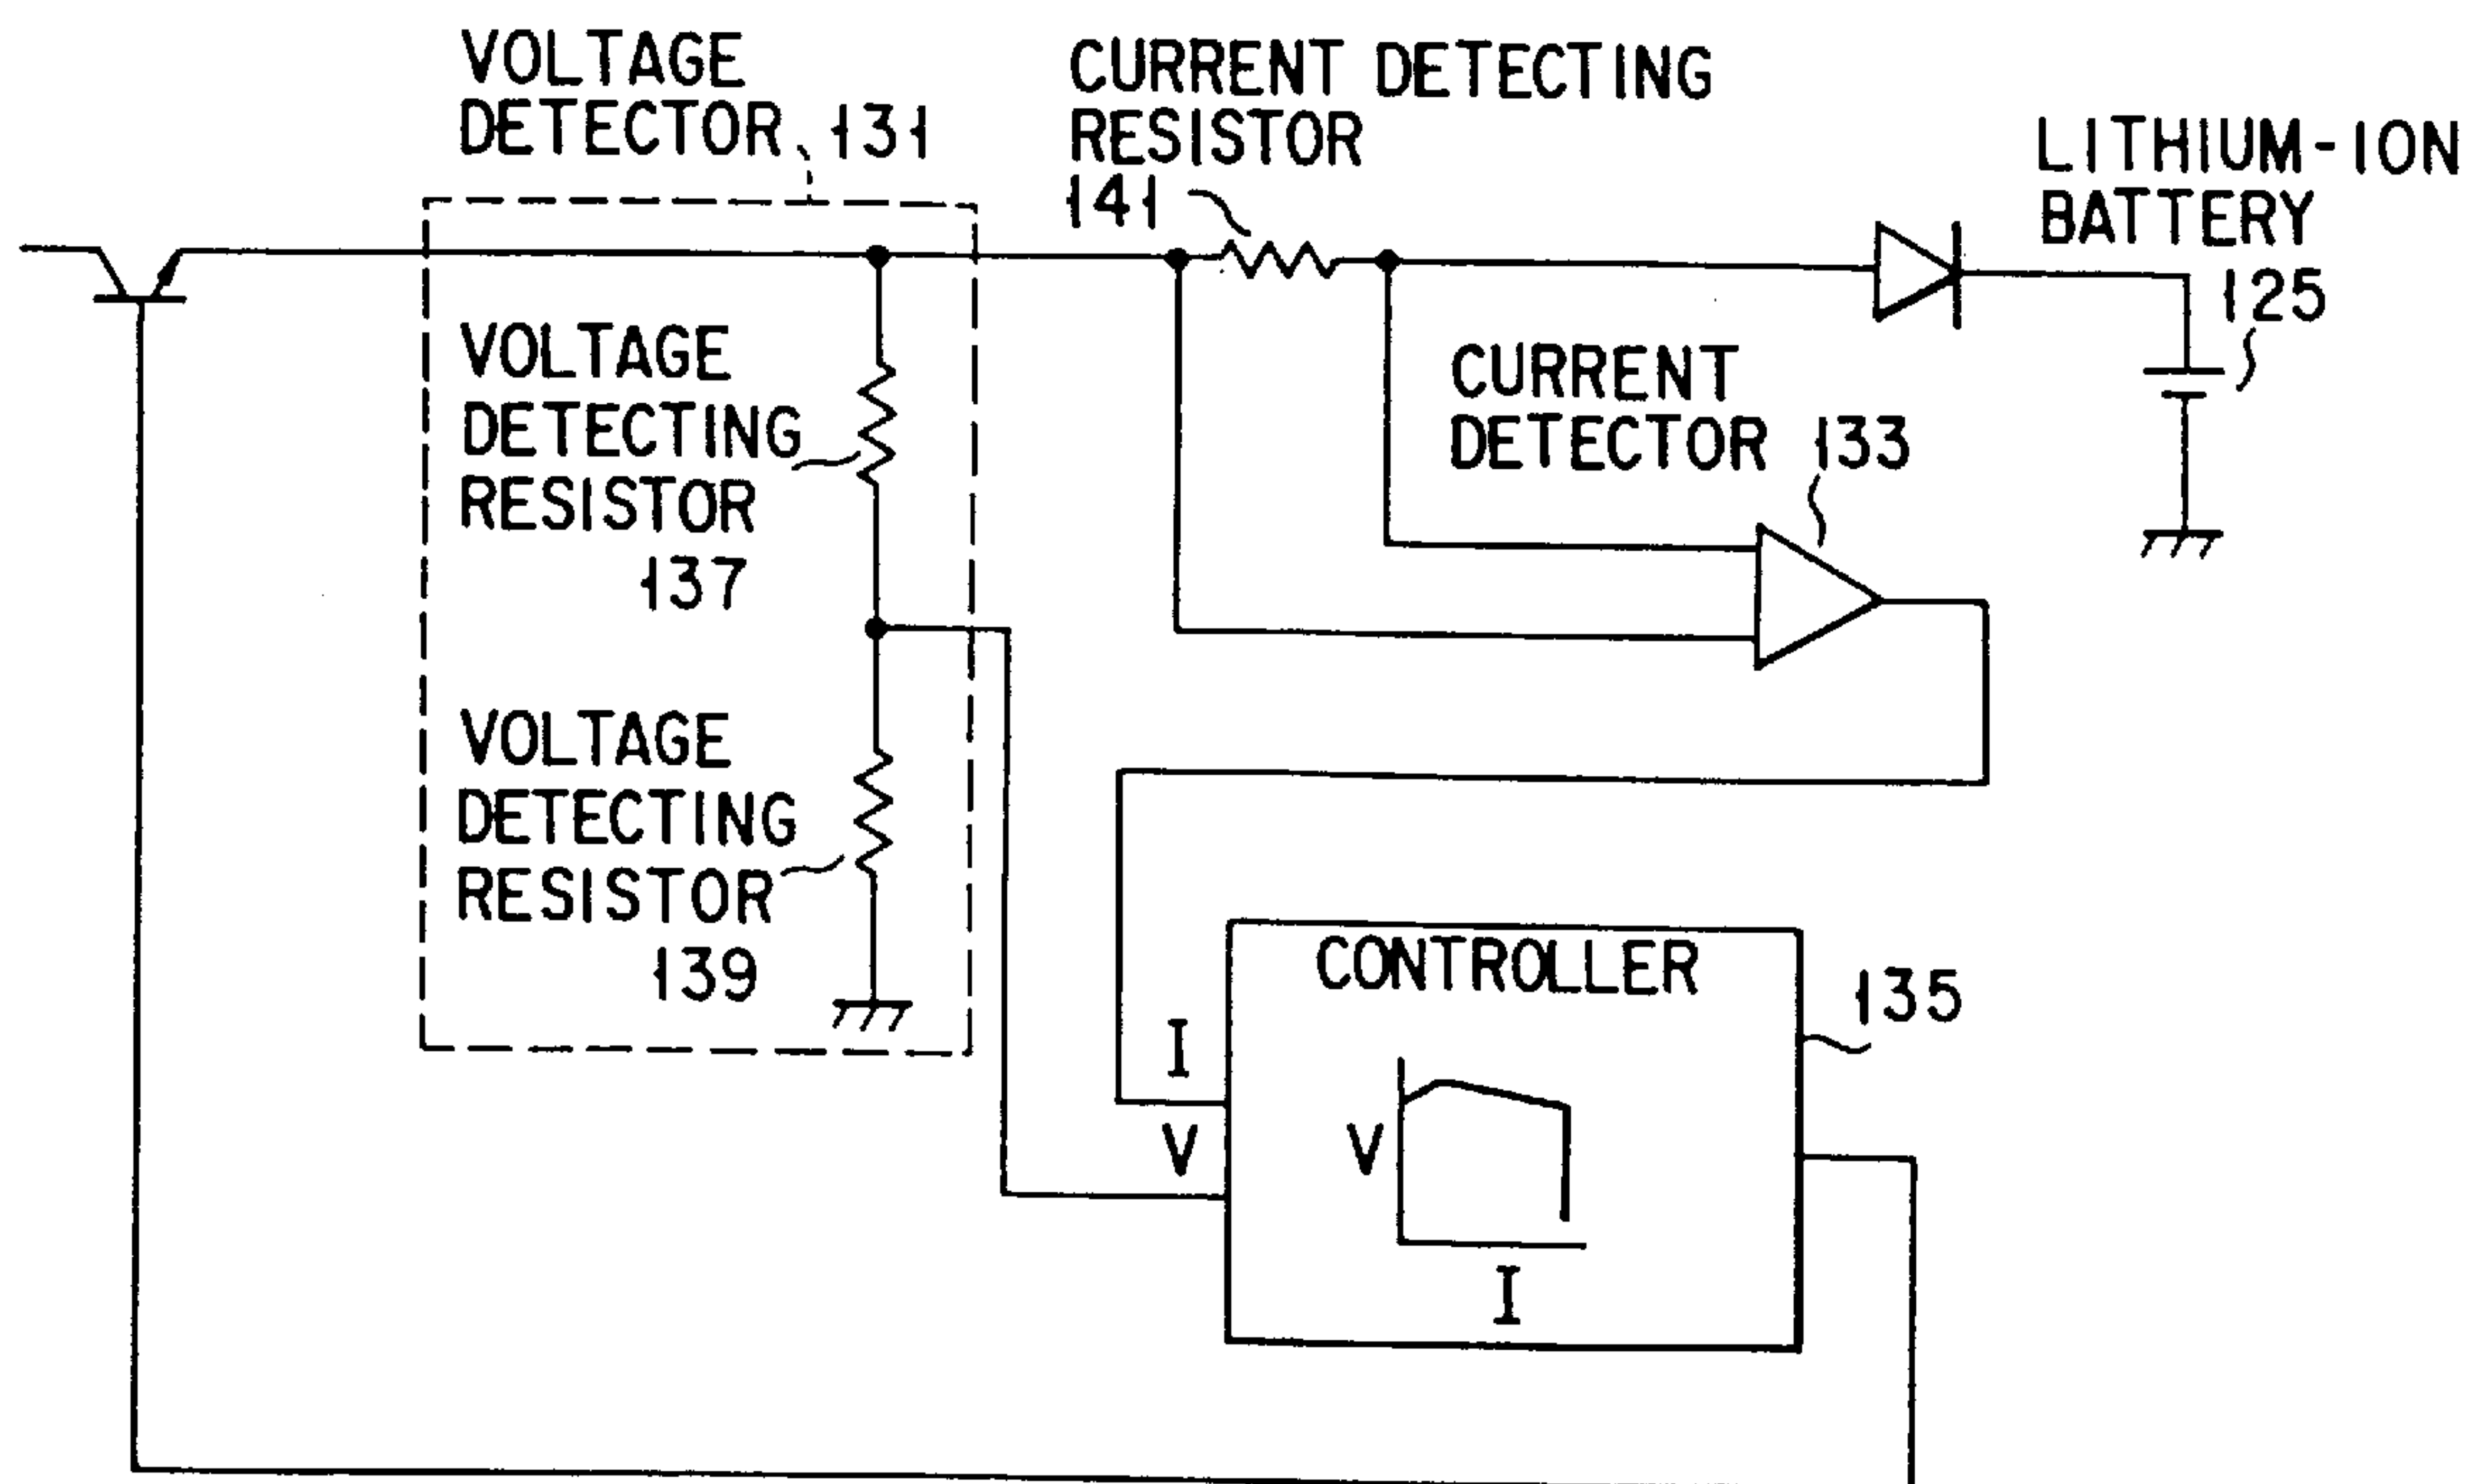 VOLTAGE
DETECTOR 131
CURRENT DETECTING
RESISTOR
141
LITHIUM-ION
BATTERY
125
VOLTAGE
DETECTING
RESISTOR
137
CURRENT
DETECTOR 133
VOLTAGE
DETECTING
RESISTOR
139
CONTROLLER
135
I
V
V
I